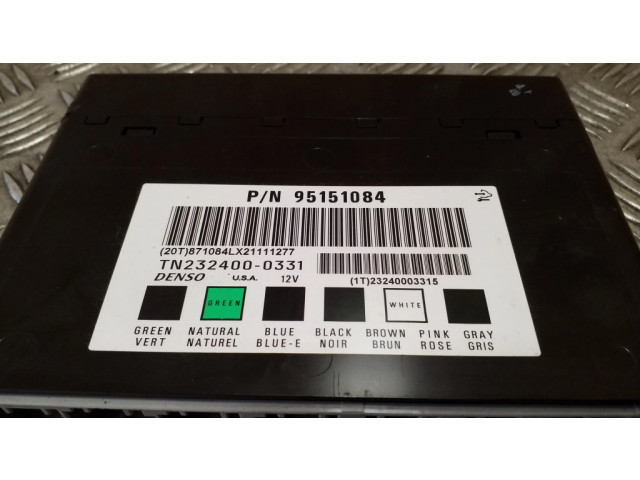 P/N 95151084
(20T)871084LX21111277
TN232400-0331
(1T)23240003315
DENSO U.S.A. 12V
GREEN WHITE
GREEN NATURAL BLUE BLACK BROWN PINK GRAY
VERT NATUREL BLUE-E NOIR BRUN ROSE GRIS